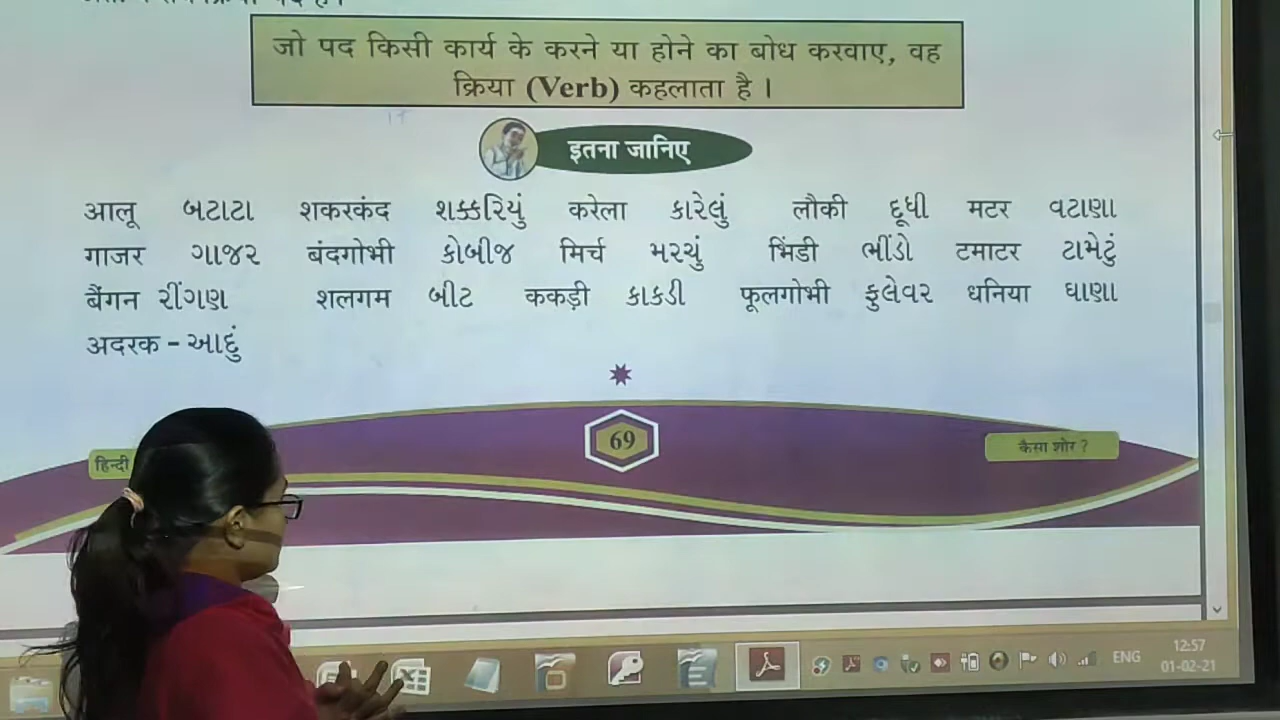 जो पद किसी कार्य के करने या होने का बोध करवाए, वह
क्रिया (Verb) कहलाता है ।
इतना जानिए
आलू બટાટા शकरकंद શક્કરિયું करेला કારેલું लौकी દૂધી मटर વટાણા
गाजर ગાજર बंदगोभी કોબીજ मिर्च મરચું भिंडी ભીંડો टमाटर ટામેટું
बैंगन રીંગણ शलगम બીટ ककड़ी કાકડી फूलगोभी ફુલેવર धनिया ધાણા
अदरक - આદું
69
हिन्दी
कैसा शोर ?
ENG
12:57
01-02-21